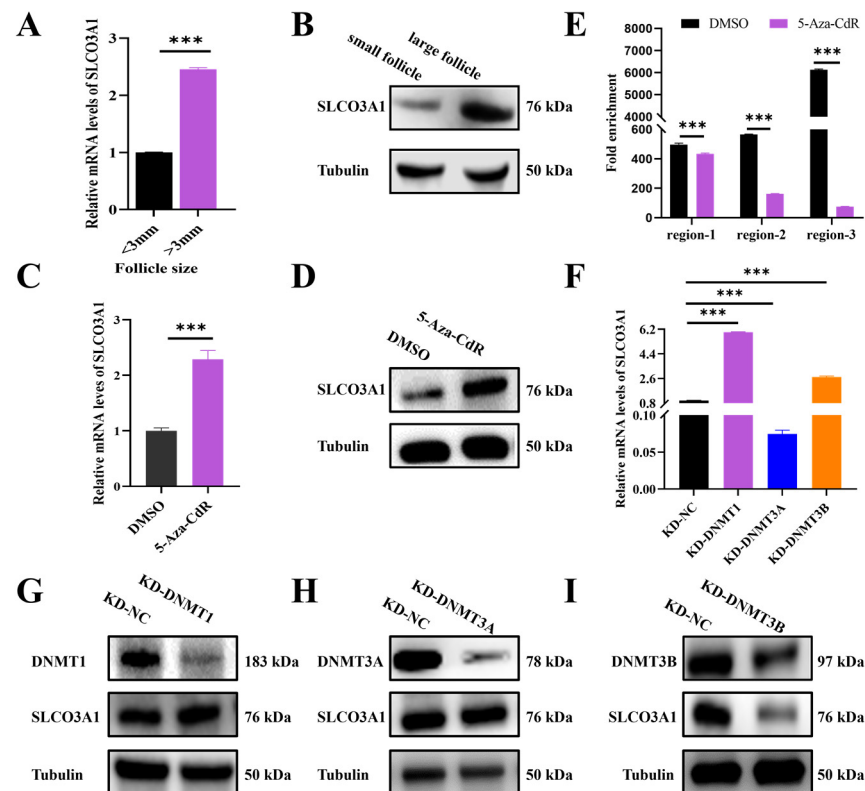 A
Relative mRNA levels of SLCO3A1
3
2
1
0
***
<3mm
>3mm
Follicle size
B
small follicle
large follicle
SLCO3A1
76 kDa
Tubulin
50 kDa
E
DMSO
5-Aza-CdR
Fold enrichment
8000
7000
6000
5000
4000
600
400
200
0
***
***
***
region-1
region-2
region-3
C
Relative mRNA levels of SLCO3A1
3
2
1
0
***
DMSO
5-Aza-CdR
D
DMSO
5-Aza-CdR
SLCO3A1
76 kDa
Tubulin
50 kDa
F
Relative mRNA levels of SLCO3A1
6.2
4.4
2.6
0.8
0.10
0.05
0.00
***
***
***
KD-NC
KD-DNMT1
KD-DNMT3A
KD-DNMT3B
G
KD-NC
KD-DNMT1
DNMT1
183 kDa
SLCO3A1
76 kDa
Tubulin
50 kDa
H
KD-NC
KD-DNMT3A
DNMT3A
78 kDa
SLCO3A1
76 kDa
Tubulin
50 kDa
I
KD-NC
KD-DNMT3B
DNMT3B
97 kDa
SLCO3A1
76 kDa
Tubulin
50 kDa